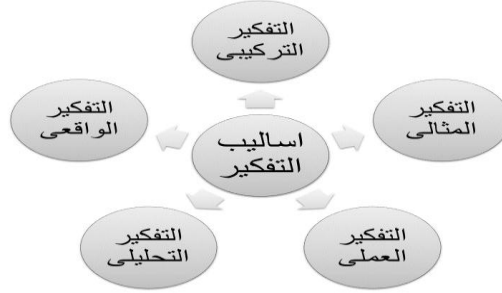 التفكير
التركيبى
التفكير
الواقعى
التفكير
المثالى
اساليب
التفكير
التفكير
التحليلى
التفكير
العملى